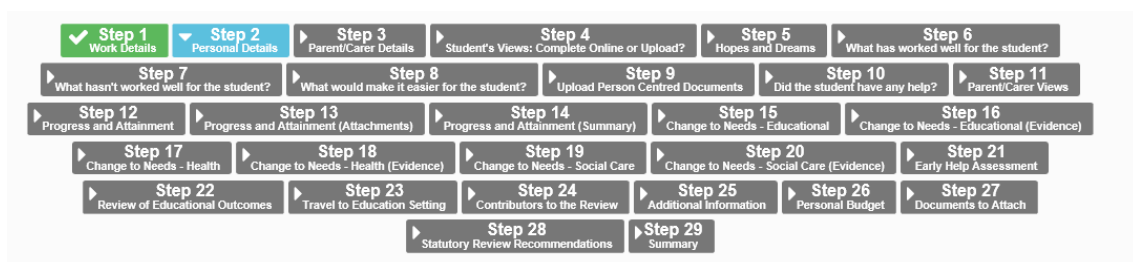 Step 1
Work Details
Step 2
Personal Details
Step 3
Parent/Carer Details
Step 4
Student's Views: Complete Online or Upload?
Step 5
Hopes and Dreams
Step 6
What has worked well for the student?
Step 7
What hasn't worked well for the student?
Step 8
What would make it easier for the student?
Step 9
Upload Person Centred Documents
Step 10
Did the student have any help?
Step 11
Parent/Carer Views
Step 12
Progress and Attainment
Step 13
Progress and Attainment (Attachments)
Step 14
Progress and Attainment (Summary)
Step 15
Change to Needs - Educational
Step 16
Change to Needs - Educational (Evidence)
Step 17
Change to Needs - Health
Step 18
Change to Needs - Health (Evidence)
Step 19
Change to Needs - Social Care
Step 20
Change to Needs - Social Care (Evidence)
Step 21
Early Help Assessment
Step 22
Review of Educational Outcomes
Step 23
Travel to Education Setting
Step 24
Contributors to the Review
Step 25
Additional Information
Step 26
Personal Budget
Step 27
Documents to Attach
Step 28
Statutory Review Recommendations
Step 29
Summary